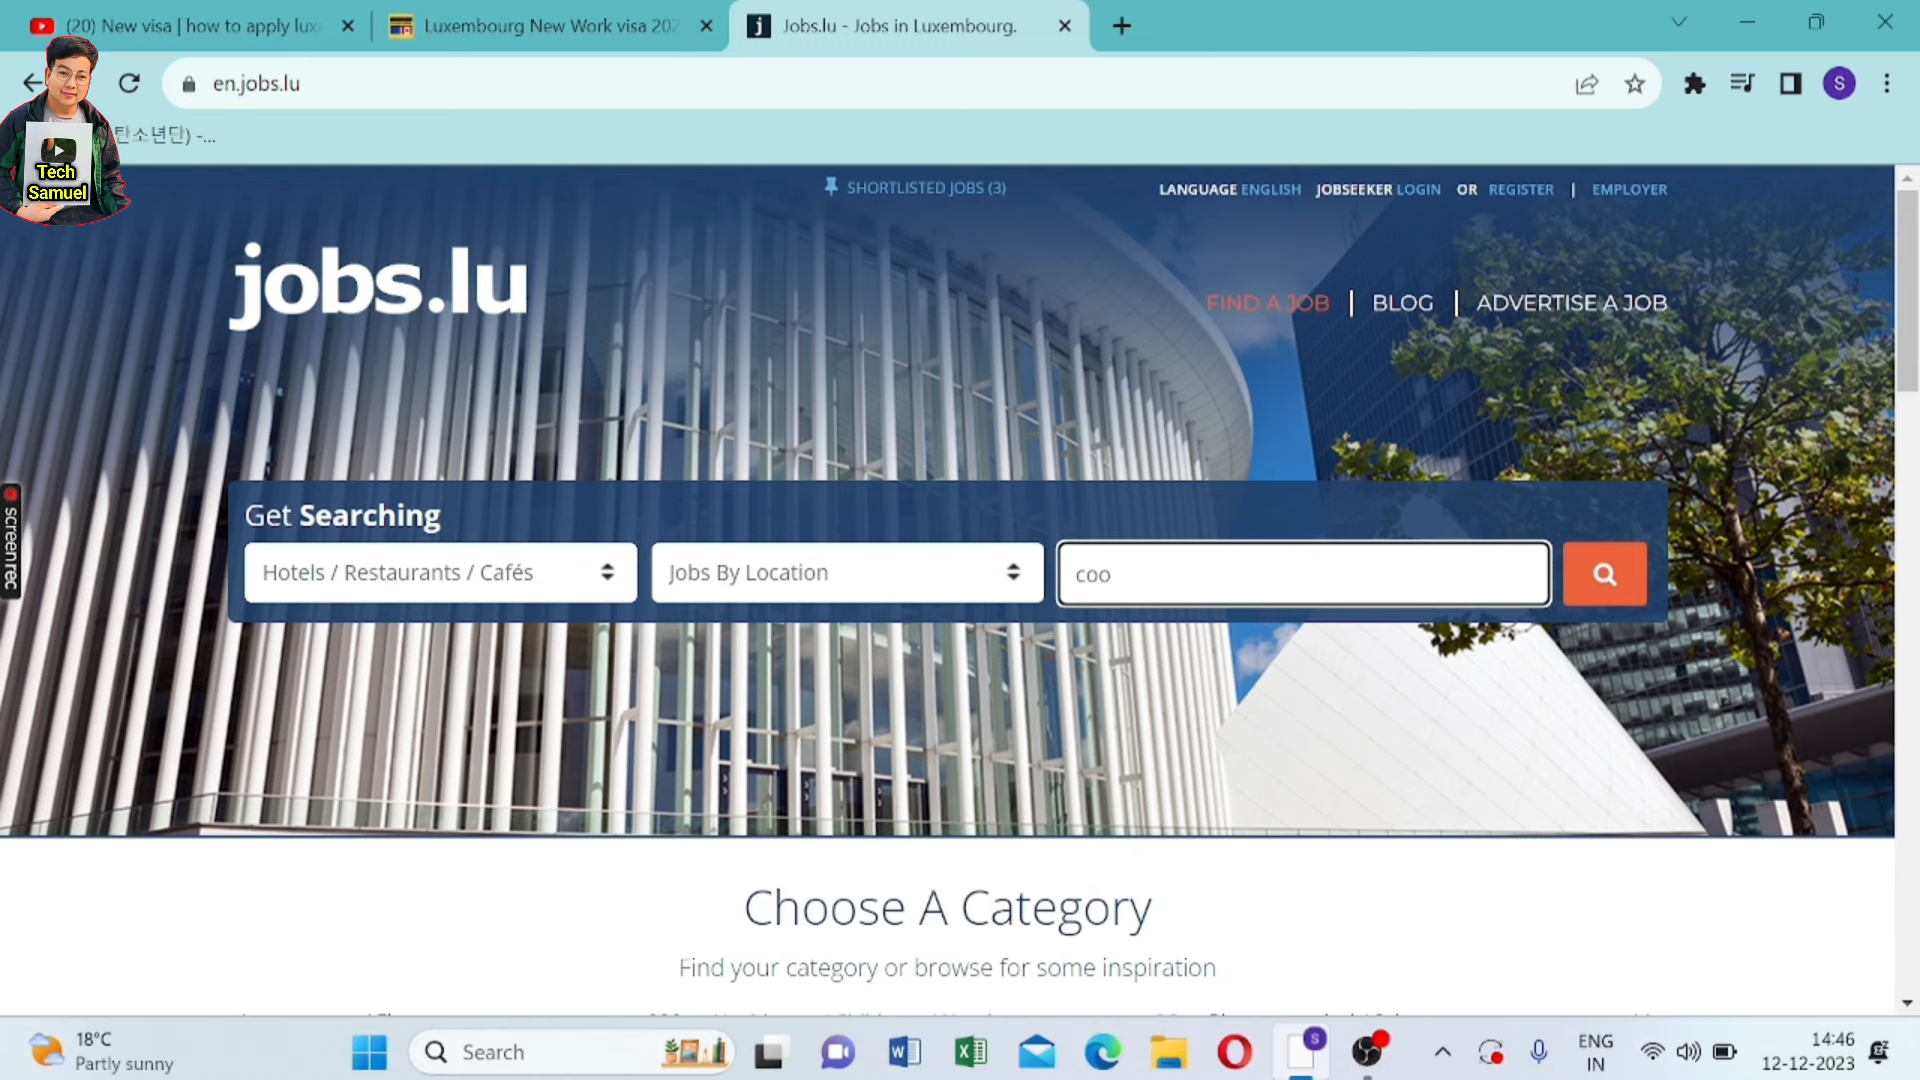 (20) New visa | how to apply luxe
Luxembourg New Work visa 202
j Jobs.lu - Jobs in Luxembourg.
en.jobs.lu
S
탄소년단) -...
Tech
Samuel
SHORTLISTED JOBS (3)
LANGUAGE ENGLISH JOBSEEKER LOGIN OR REGISTER | EMPLOYER
jobs.lu
FIND A JOB | BLOG | ADVERTISE A JOB
screenrec
Get Searching
Hotels / Restaurants / Cafés
Jobs By Location
coo
Choose A Category
Find your category or browse for some inspiration
18°C
Partly sunny
Search
S
ENG
IN
14:46
12-12-2023